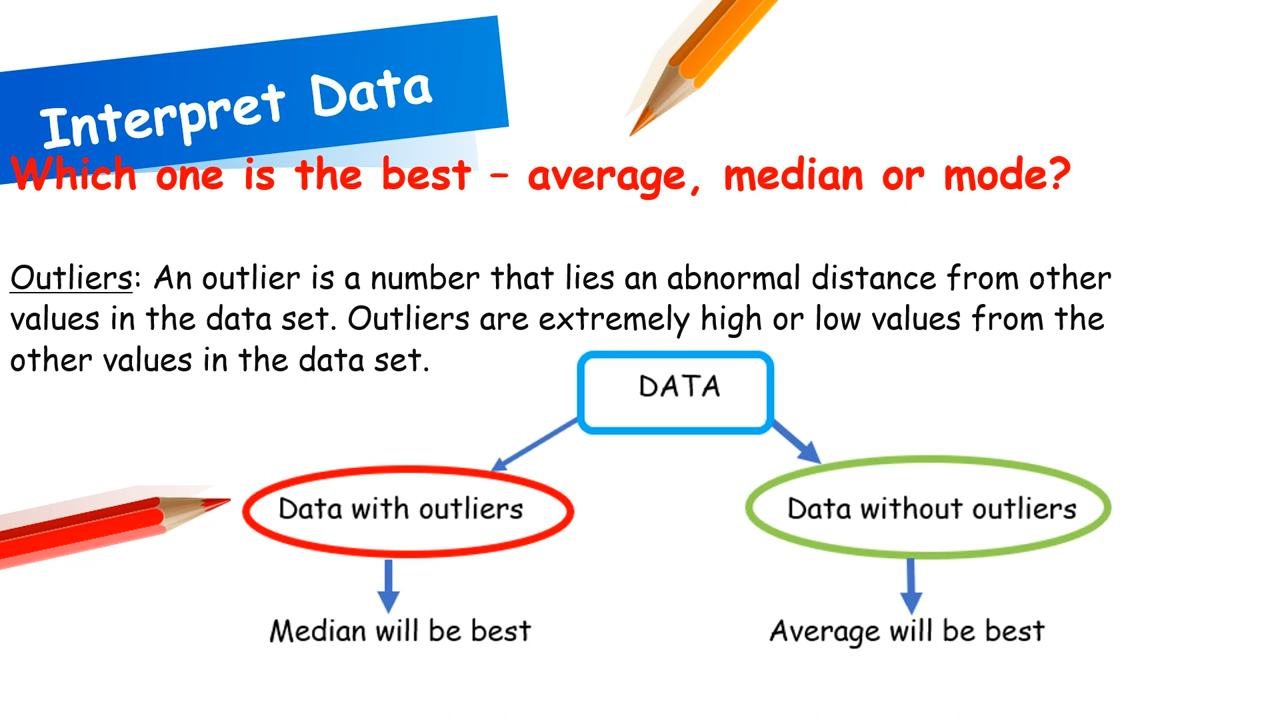 Interpret Data
Which one is the best – average, median or mode?
Outliers: An outlier is a number that lies an abnormal distance from other
values in the data set. Outliers are extremely high or low values from the
other values in the data set.
DATA
Data with outliers
Data without outliers
Median will be best
Average will be best